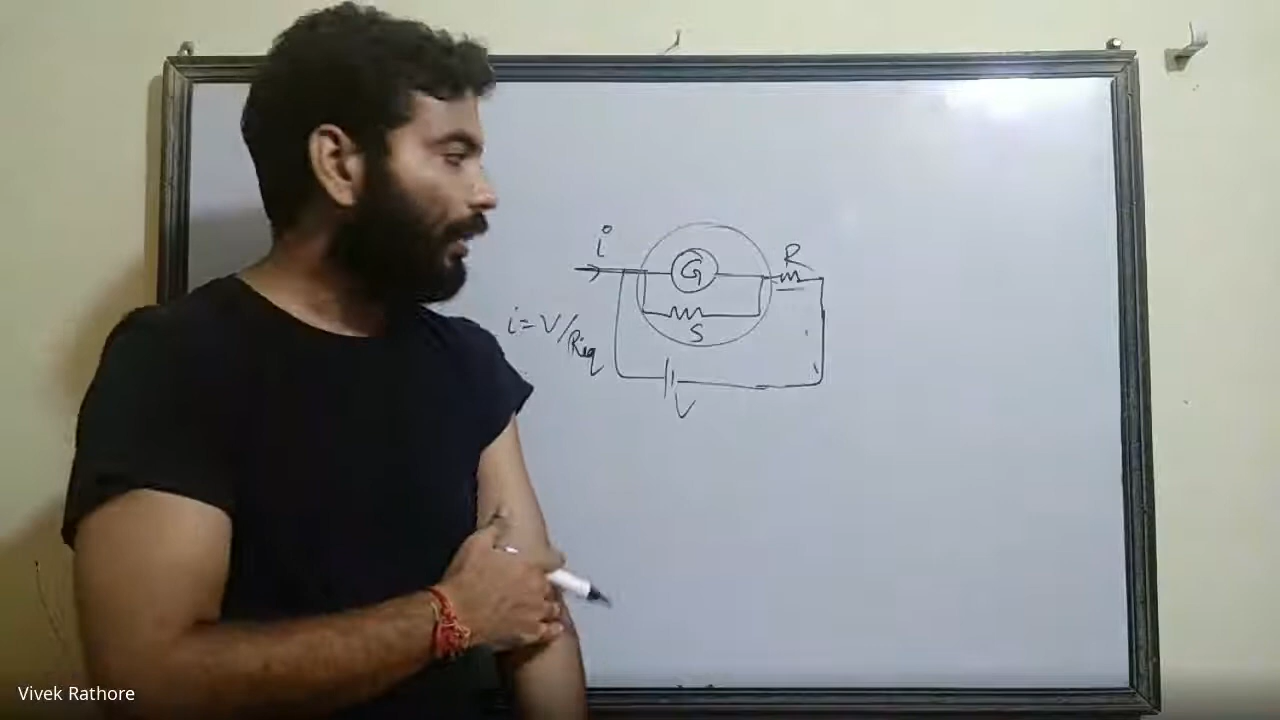 i
G
R
S
i = V/Req
V
Vivek Rathore